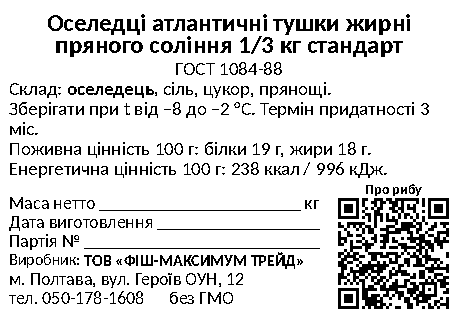 Оселедці атлантичні тушки жирні
пряного соління 1/3 кг стандарт
ГОСТ 1084-88
Склад: оселедець, сіль, цукор, прянощі.
Зберігати при t від –8 до –2 °C. Термін придатності 3
міс.
Поживна цінність 100 г: білки 19 г, жири 18 г.
Енергетична цінність 100 г: 238 ккал / 996 кДж.
Про рибу
Маса нетто ________________________ кг
Дата виготовлення ___________________
Партія № ___________________________
Виробник: ТОВ «ФІШ-МАКСИМУМ ТРЕЙД»
м. Полтава, вул. Героїв ОУН, 12
тел. 050-178-1608 без ГМО